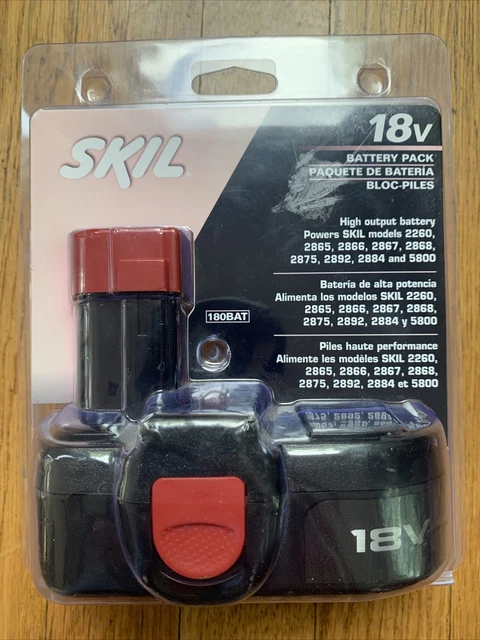 SKIL
18V
BATTERY PACK
PAQUETE DE BATERÍA
BLOC-PILES
High output battery
Powers SKIL models 2260,
2865, 2866, 2867, 2868,
2875, 2892, 2884 and 5800
Batería de alta potencia
Alimenta los modelos SKIL 2260,
2865, 2866, 2867, 2868,
2875, 2892, 2884 y 5800
180BAT
Piles haute performance
Alimente les modèles SKIL 2260,
2865, 2866, 2867, 2868,
2875, 2892, 2884 et 5800
18V